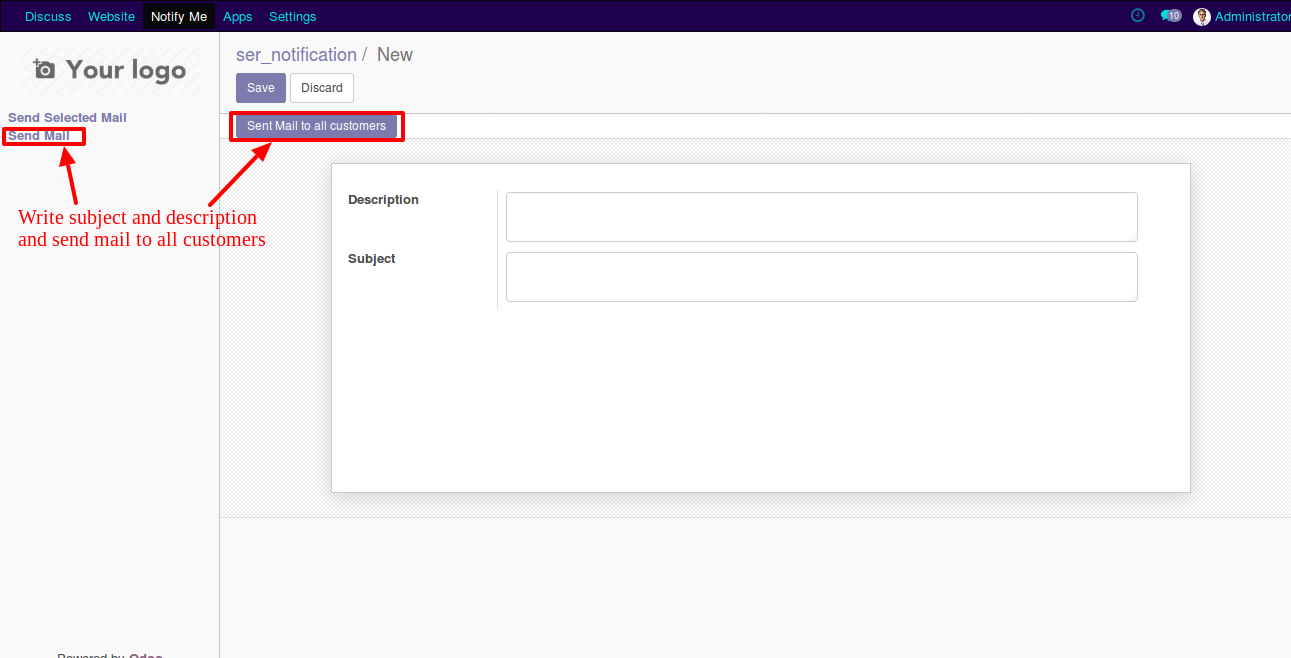 Discuss Website Notify Me Apps Settings 10 Administrator
Your logo
ser_notification / New
Save Discard
Send Selected Mail
Send Mail
Sent Mail to all customers
Write subject and description
and send mail to all customers
Description
Subject
Powered by Odoo